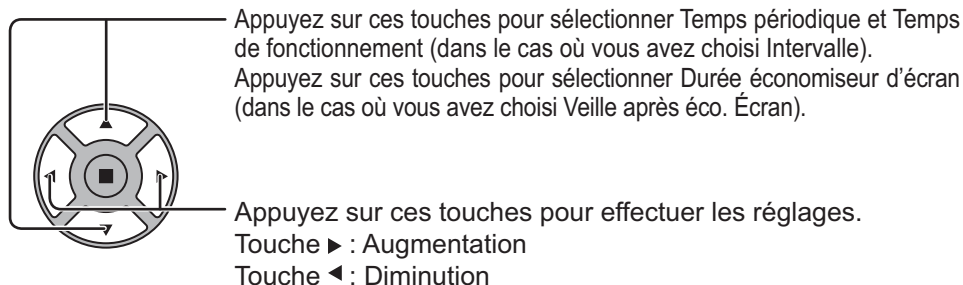 Appuyez sur ces touches pour sélectionner Temps périodique et Temps
de fonctionnement (dans le cas où vous avez choisi Intervalle).
Appuyez sur ces touches pour sélectionner Durée économiseur d’écran
(dans le cas où vous avez choisi Veille après éco. Écran).
Appuyez sur ces touches pour effectuer les réglages.
Touche ▶ : Augmentation
Touche ◀ : Diminution